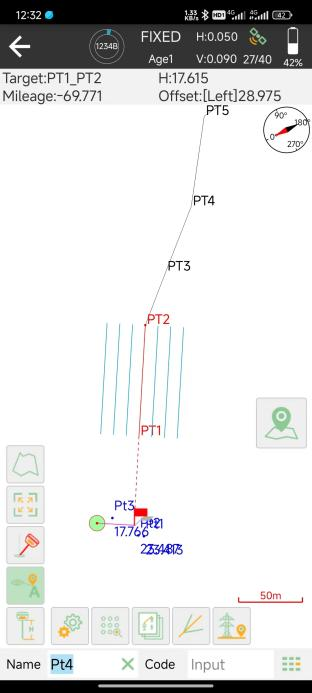 12:32 1.33 KB/s HD1 4G 4G 42
1234B FIXED H:0.050
Age1 V:0.090 27/40 42%
Target:PT1_PT2 H:17.615
Mileage:-69.771 Offset:[Left]28.975
PT5
90°
180°
0°
270°
PT4
PT3
PT2
PT1
Pt3
17.766
50m
H
A
Name Pt4 Code Input